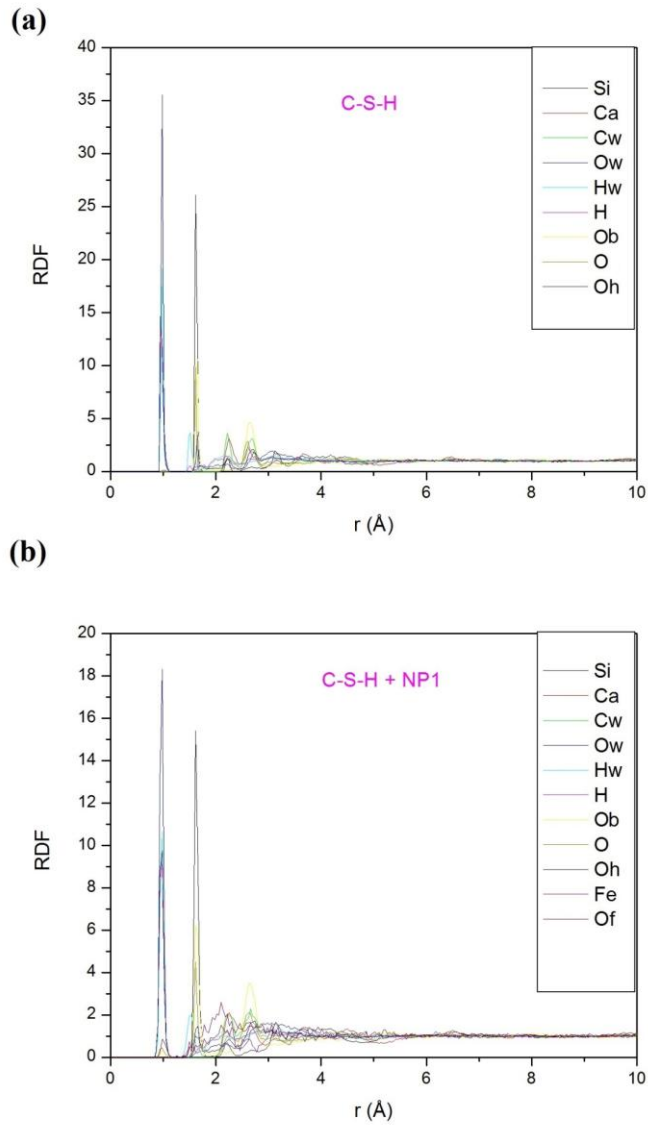 (a)
40
35
30
25
20
15
10
5
0
RDF
C-S-H
Si
Ca
Cw
Ow
Hw
H
Ob
O
Oh
0 2 4 6 8 10
r (Å)
(b)
20
18
16
14
12
10
8
6
4
2
0
RDF
C-S-H + NP1
Si
Ca
Cw
Ow
Hw
H
Ob
O
Oh
Fe
Of
0 2 4 6 8 10
r (Å)